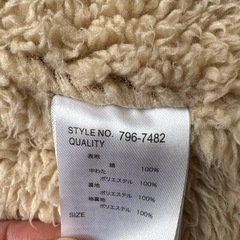 STYLE NO. 796-7482
QUALITY
表地
綿 100%
中わた
ポリエステル 100%
裏地
ポリエステル 100%
袖裏地
ポリエステル 100%
SIZE